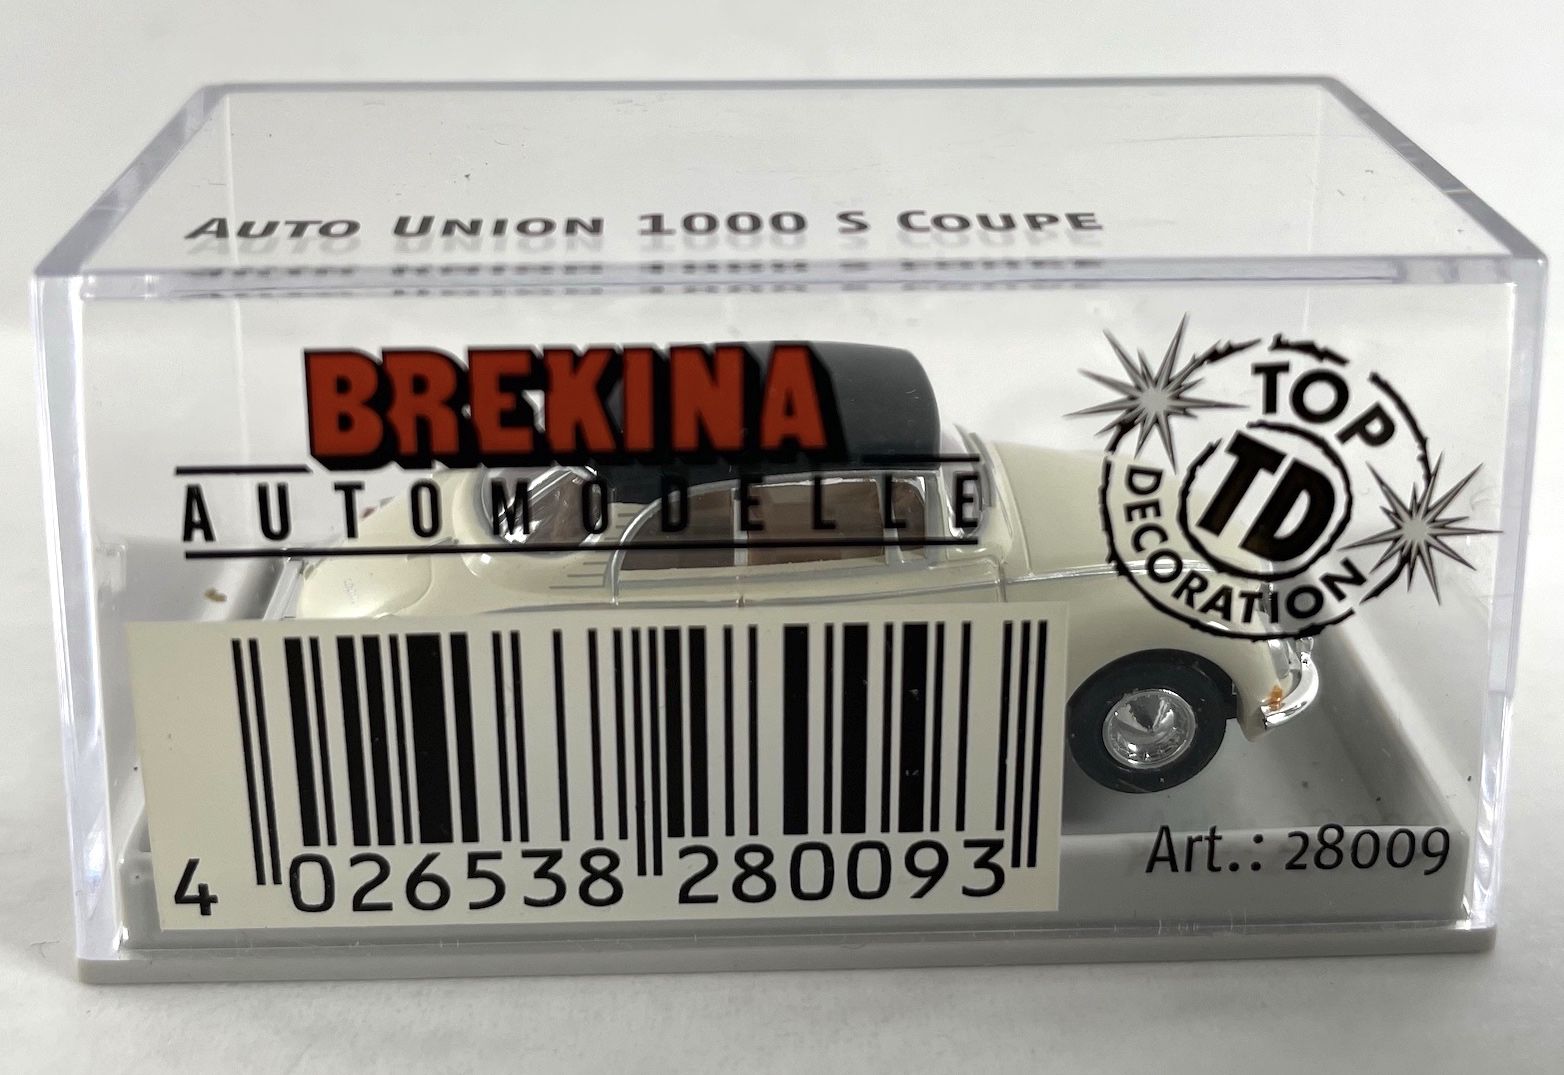 AUTO UNION 1000 S COUPE
BREKINA
AUTOMODELLE
TOP
TD
DECORATION
4 026538 280093
Art.: 28009